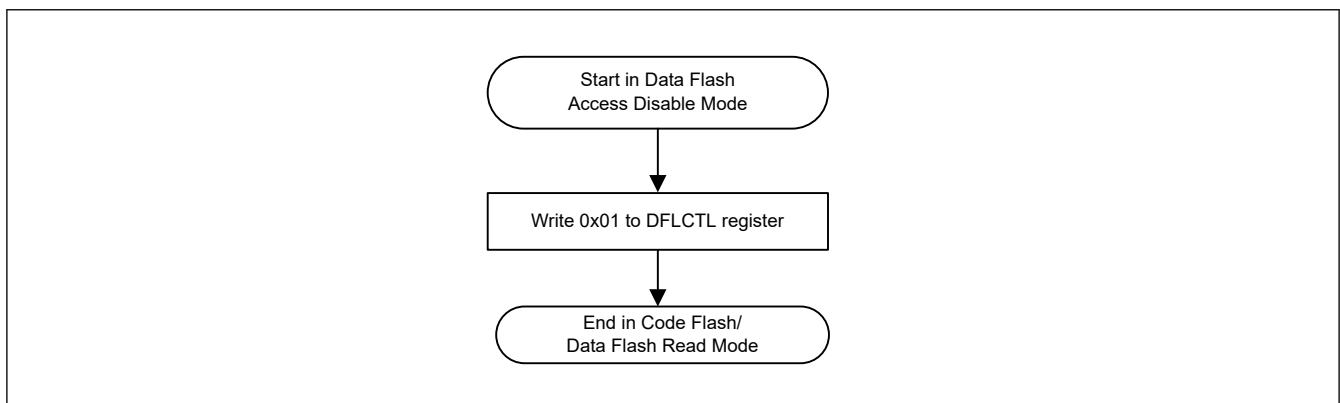 Start in Data Flash
Access Disable Mode
Write 0x01 to DFLCTL register
End in Code Flash/
Data Flash Read Mode